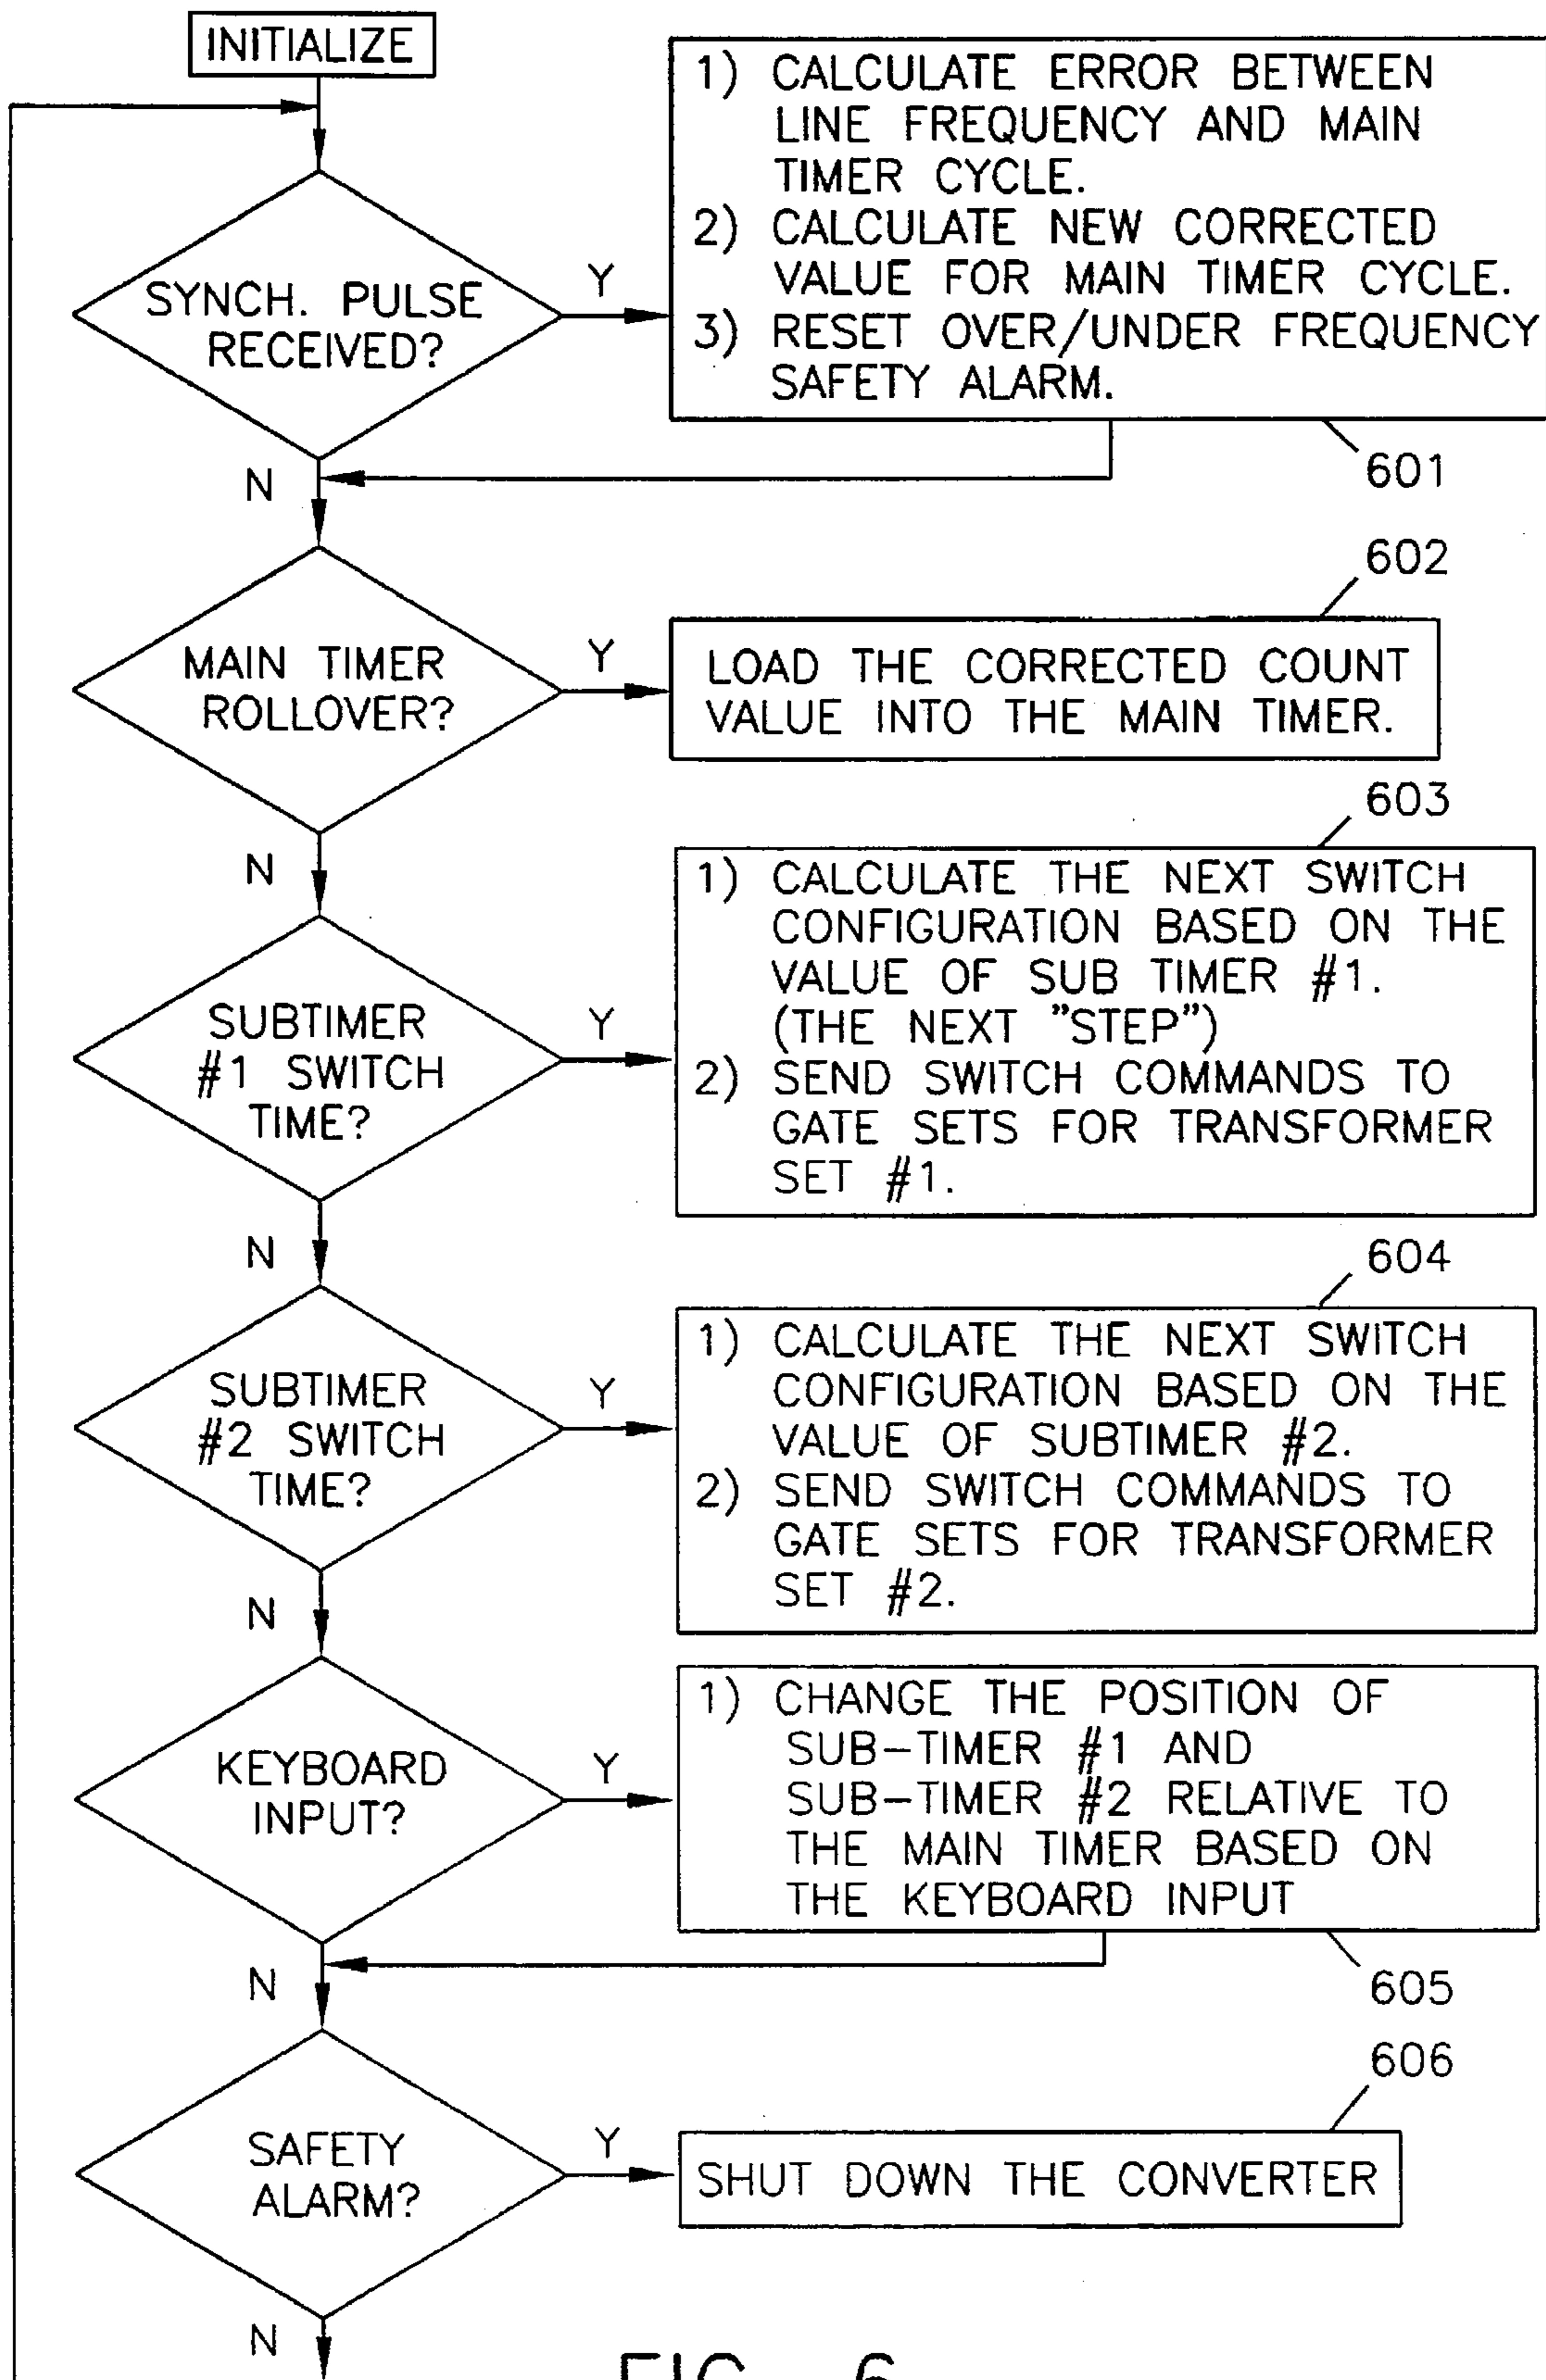 INITIALIZE
1) CALCULATE ERROR BETWEEN
LINE FREQUENCY AND MAIN
TIMER CYCLE.
2) CALCULATE NEW CORRECTED
VALUE FOR MAIN TIMER CYCLE.
3) RESET OVER/UNDER FREQUENCY
SAFETY ALARM.
SYNCH. PULSE
RECEIVED?
Y
N
601
602
MAIN TIMER
ROLLOVER?
Y
LOAD THE CORRECTED COUNT
VALUE INTO THE MAIN TIMER.
N
603
SUBTIMER
#1 SWITCH
TIME?
Y
1) CALCULATE THE NEXT SWITCH
CONFIGURATION BASED ON THE
VALUE OF SUB TIMER #1.
(THE NEXT "STEP")
2) SEND SWITCH COMMANDS TO
GATE SETS FOR TRANSFORMER
SET #1.
N
604
SUBTIMER
#2 SWITCH
TIME?
Y
1) CALCULATE THE NEXT SWITCH
CONFIGURATION BASED ON THE
VALUE OF SUBTIMER #2.
2) SEND SWITCH COMMANDS TO
GATE SETS FOR TRANSFORMER
SET #2.
N
KEYBOARD
INPUT?
Y
1) CHANGE THE POSITION OF
SUB-TIMER #1 AND
SUB-TIMER #2 RELATIVE TO
THE MAIN TIMER BASED ON
THE KEYBOARD INPUT
N
605
606
SAFETY
ALARM?
Y
SHUT DOWN THE CONVERTER
N
FIG. 6